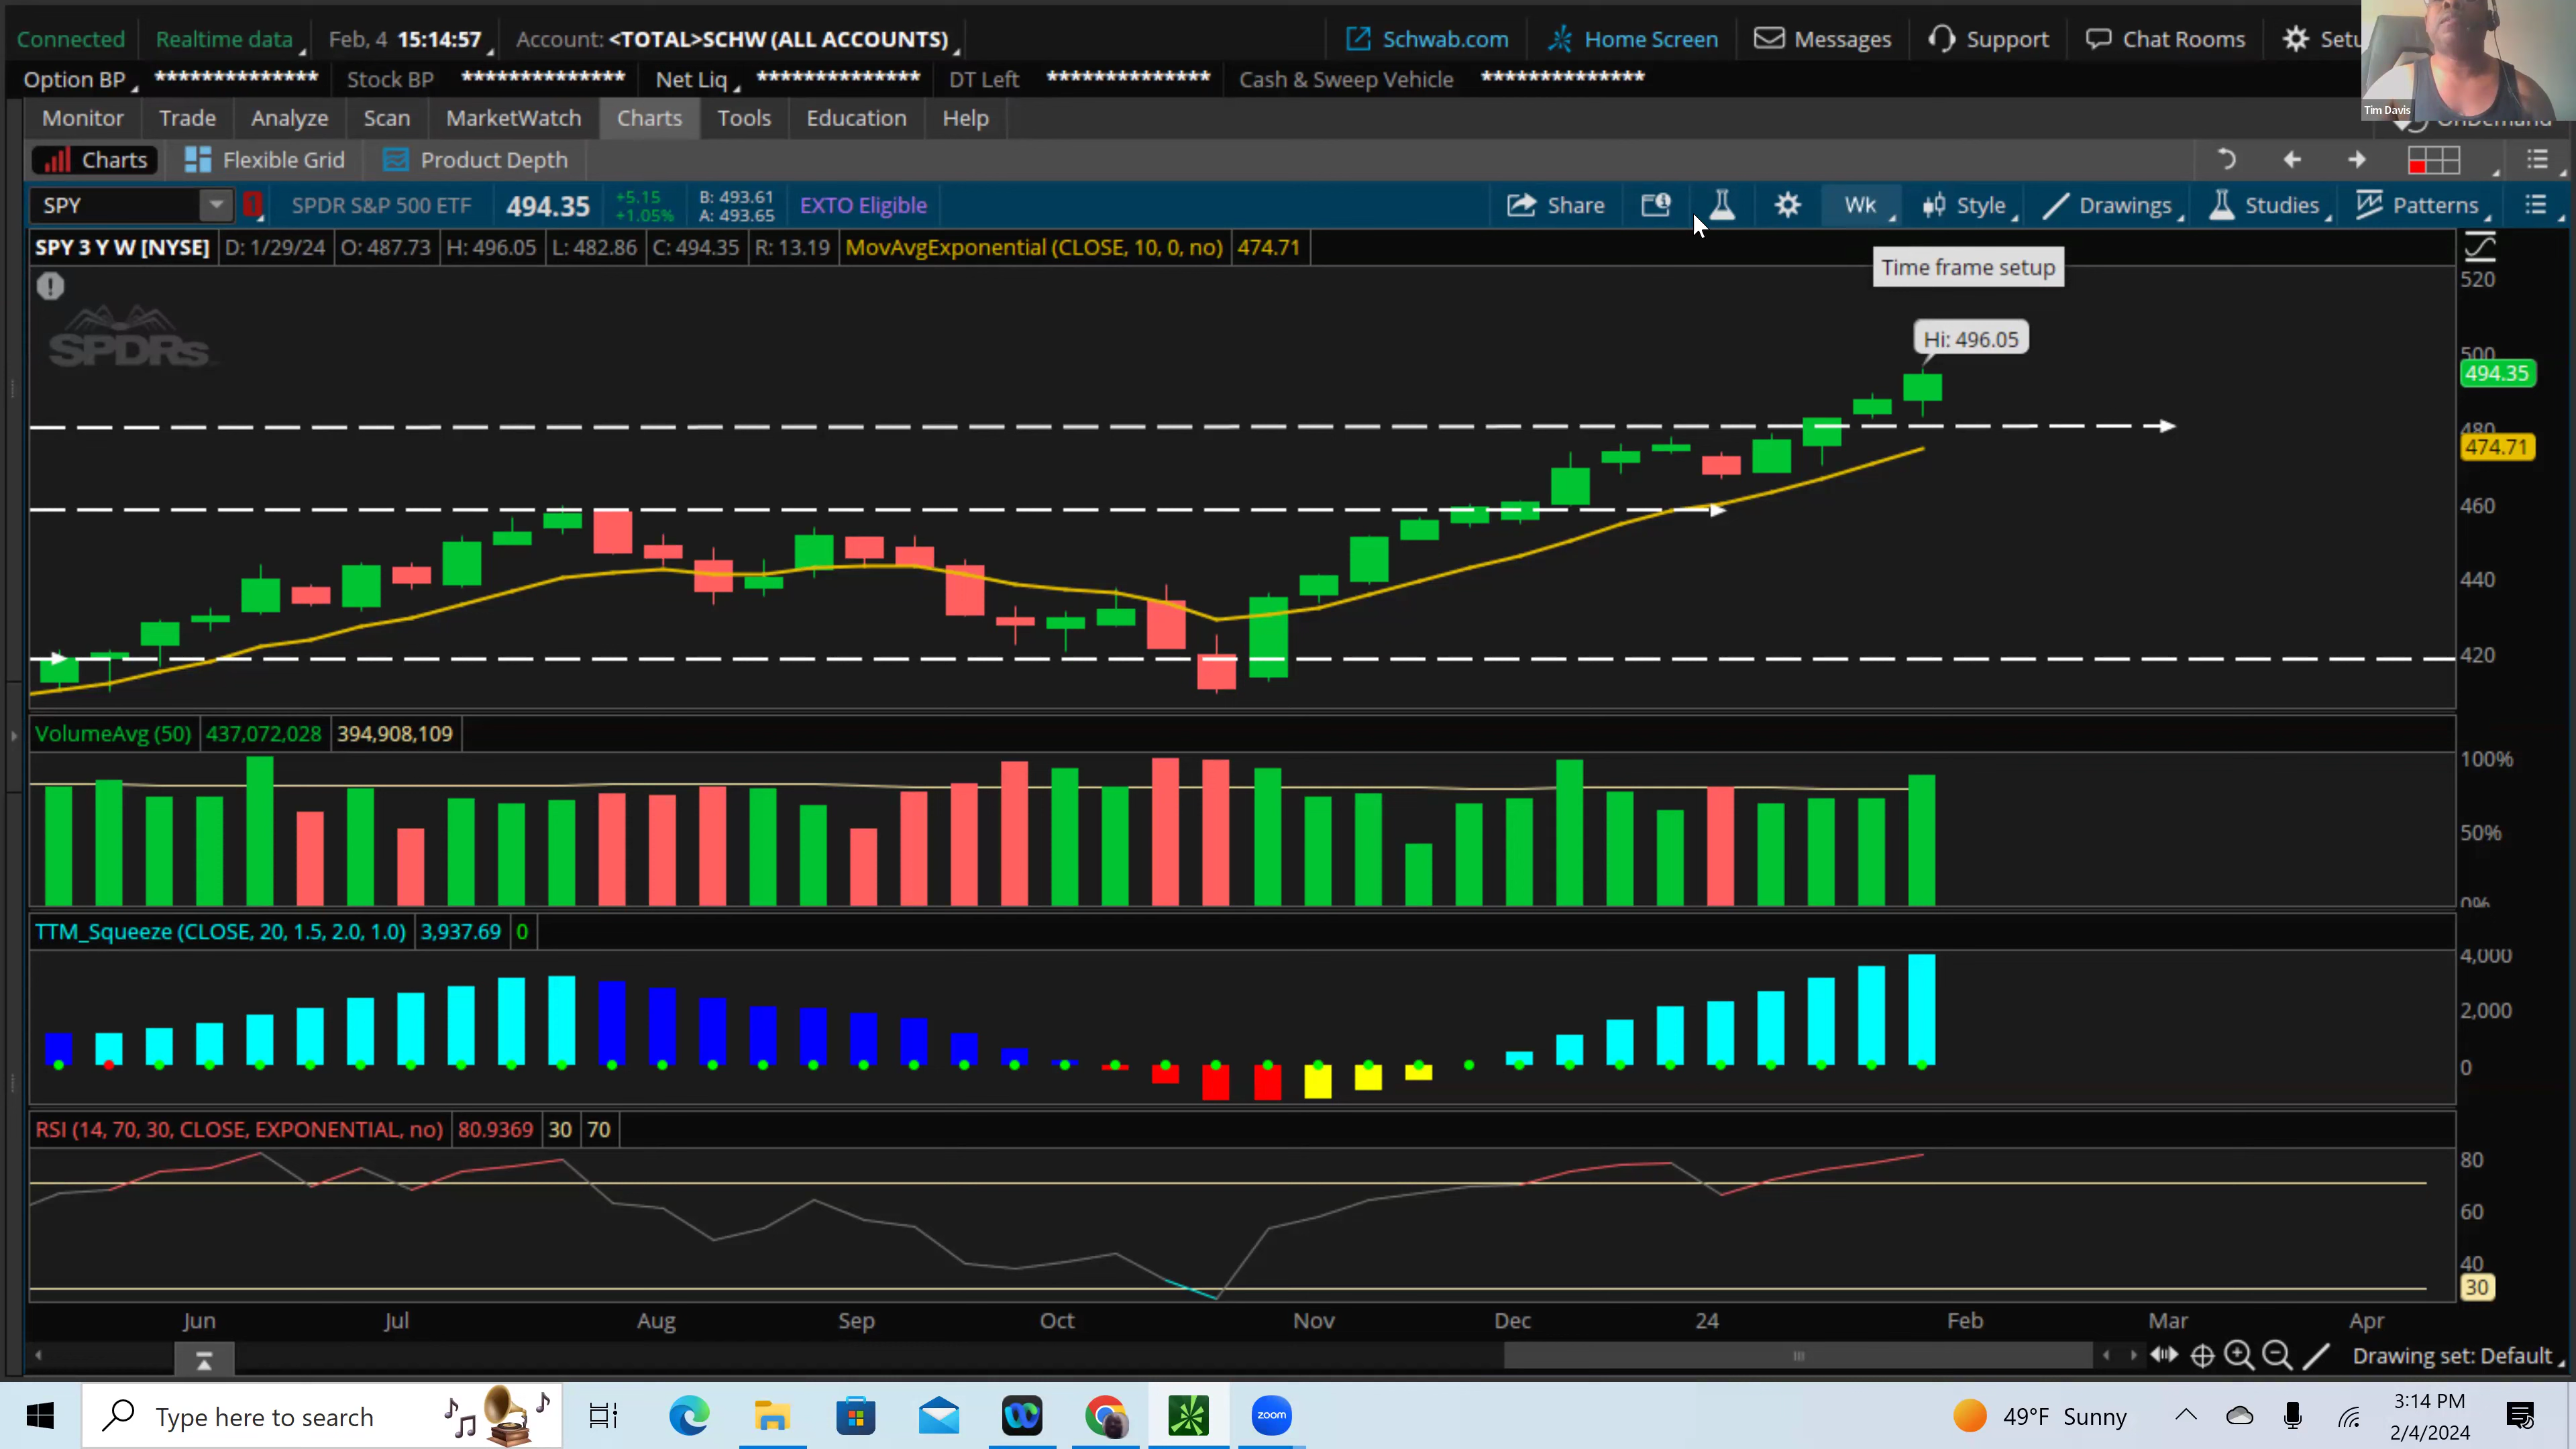 Connected Realtime data Feb, 4 15:14:57 Account: <TOTAL>SCHW (ALL ACCOUNTS) Schwab.com Home Screen Messages Support Chat Rooms
Option BP ************** Stock BP ************** Net Liq ************** DT Left ************** Cash & Sweep Vehicle **************
Tim Davis
Monitor Trade Analyze Scan MarketWatch Charts Tools Education Help OnDemand
Charts Flexible Grid Product Depth
SPY SPDR S&P 500 ETF 494.35 +5.15 B: 493.61 EXTO Eligible Share Wk Style Drawings Studies Patterns
+1.05% A: 493.65
SPY 3 Y W [NYSE] D: 1/29/24 O: 487.73 H: 496.05 L: 482.86 C: 494.35 R: 13.19 MovAvgExponential (CLOSE, 10, 0, no) 474.71
Time frame setup
520
SPDRs
Hi: 496.05
500
494.35
480
474.71
460
440
420
VolumeAvg (50) 437,072,028 394,908,109
100%
50%
0%
TTM_Squeeze (CLOSE, 20, 1.5, 2.0, 1.0) 3,937.69 0
4,000
2,000
0
RSI (14, 70, 30, CLOSE, EXPONENTIAL, no) 80.9369 30 70
80
60
40
30
Jun Jul Aug Sep Oct Nov Dec 24 Feb Mar Apr
Drawing set: Default
Type here to search zoom 49°F Sunny 3:14 PM
2/4/2024